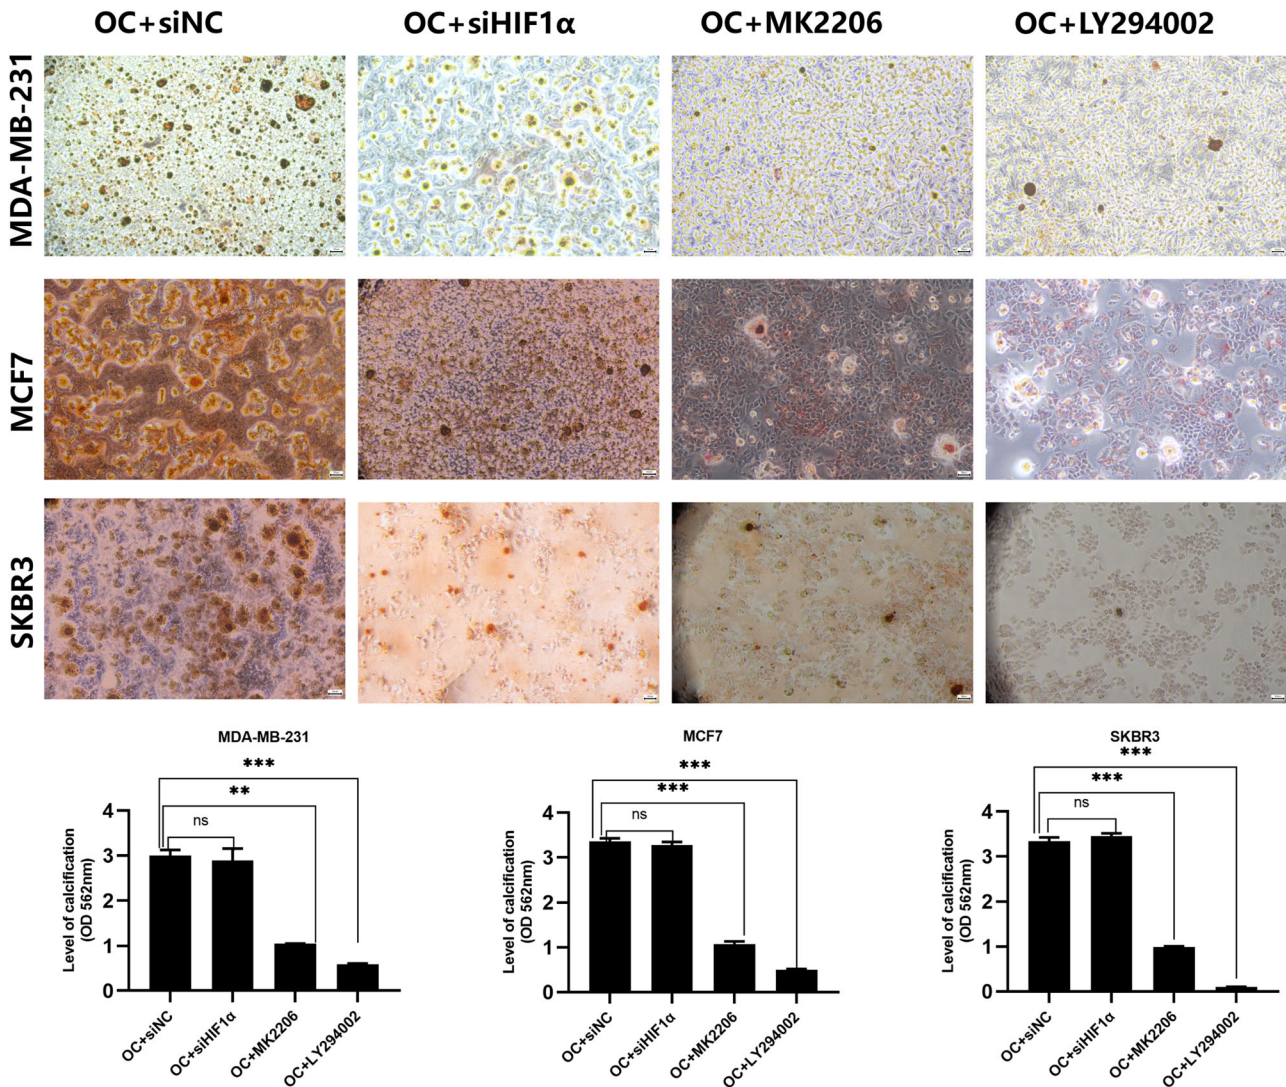 OC+siNC OC+siHIF1α OC+MK2206 OC+LY294002
MDA-MB-231
MCF7
SKBR3
MDA-MB-231
***
**
ns
4
3
2
1
0
Level of calcification
(OD 562nm)
OC+siNC
OC+siHIF1α
OC+MK2206
OC+LY294002
MCF7
***
***
ns
4
3
2
1
0
Level of calcification
(OD 562nm)
OC+siNC
OC+siHIF1α
OC+MK2206
OC+LY294002
SKBR3
***
***
ns
4
3
2
1
0
Level of calcification
(OD 562nm)
OC+siNC
OC+siHIF1α
OC+MK2206
OC+LY294002